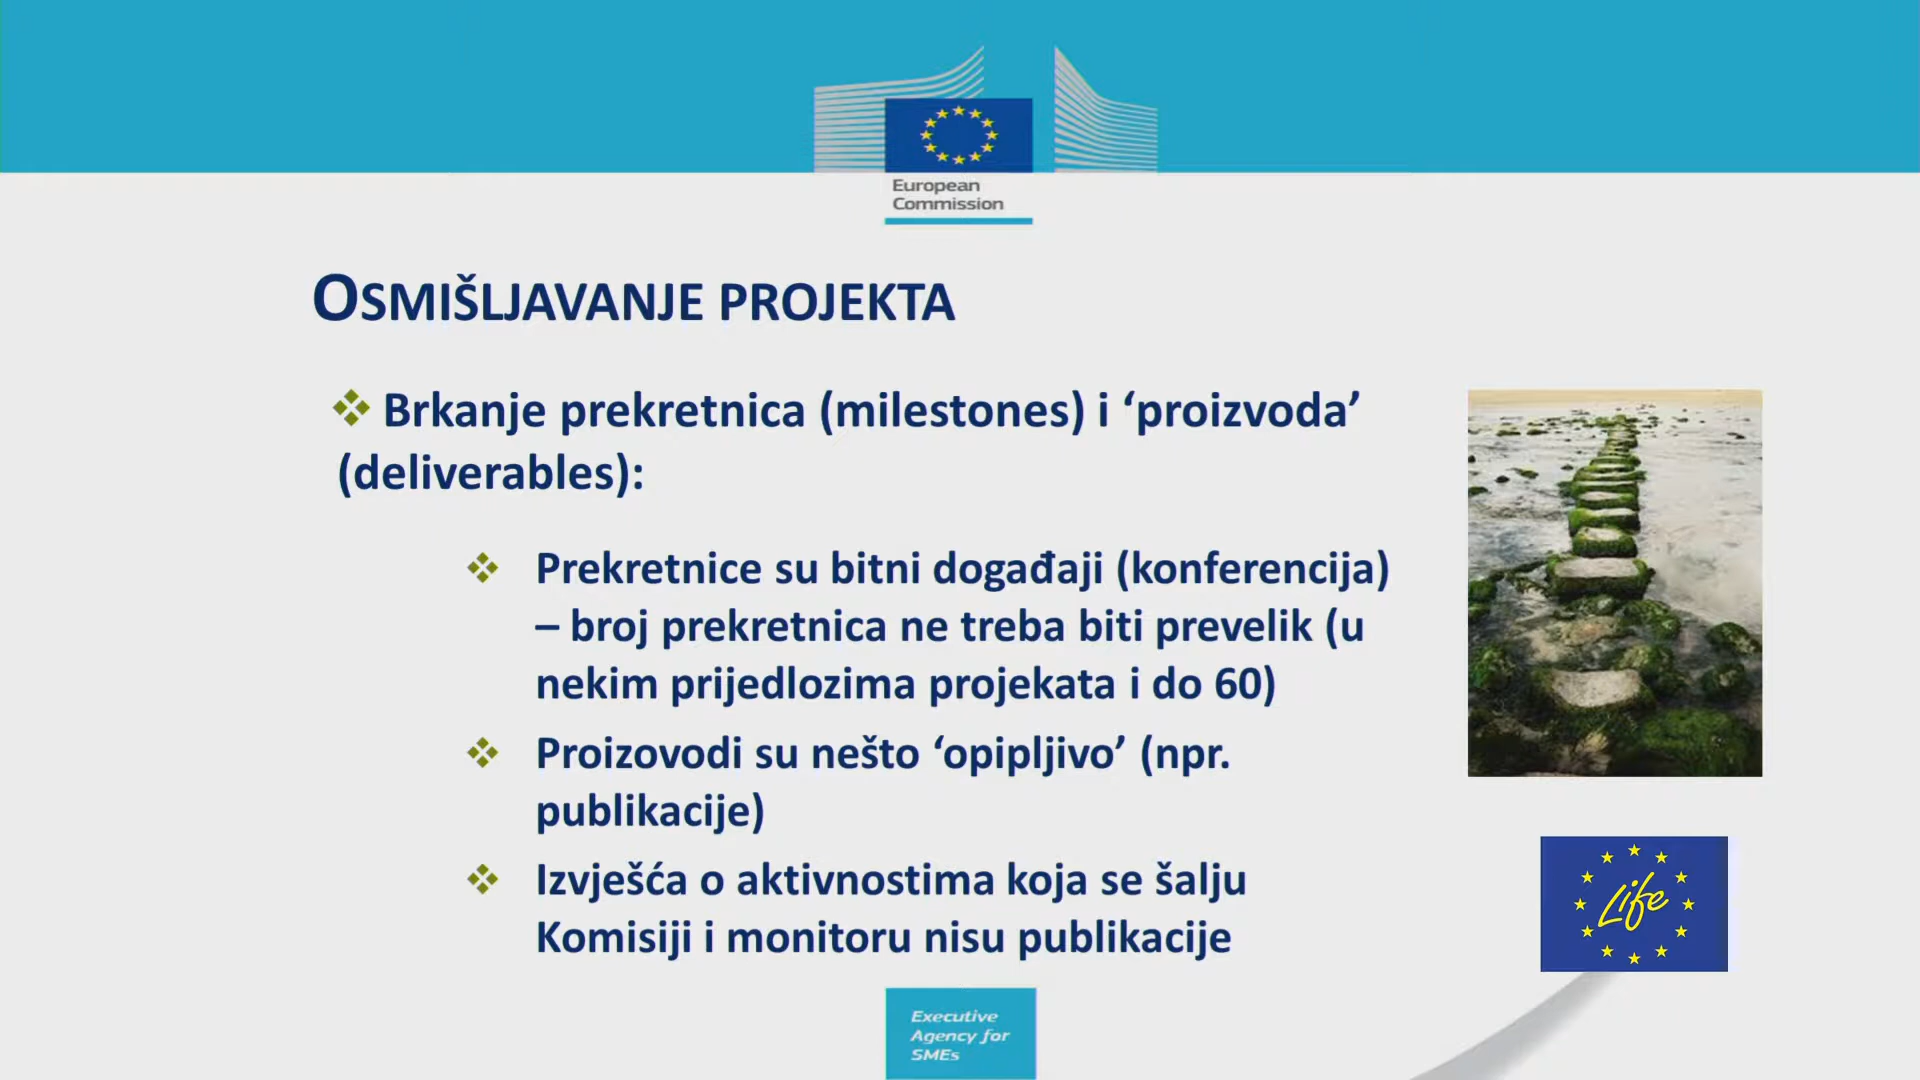 European
Commission
OSMIŠLJAVANJE PROJEKTA
Brkanje prekretnica (milestones) i ‘proizvoda’
(deliverables):
Prekretnice su bitni događaji (konferencija)
– broj prekretnica ne treba biti prevelik (u
nekim prijedlozima projekata i do 60)
Proizovodi su nešto ‘opipljivo’ (npr.
publikacije)
Izvješća o aktivnostima koja se šalju
Komisiji i monitoru nisu publikacije
Life
Executive
Agency for
SMEs